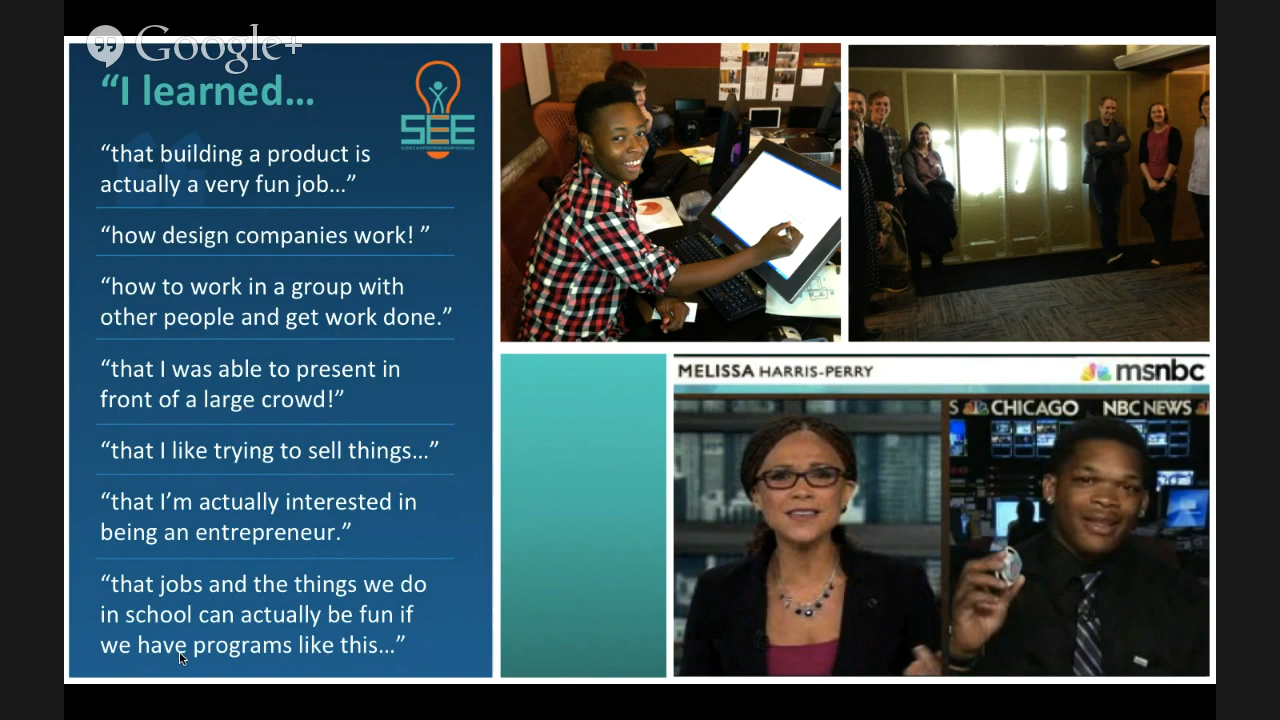 Google+
“I learned…
SEE
“that building a product is
actually a very fun job…”
“how design companies work! ”
“how to work in a group with
other people and get work done.”
“that I was able to present in
front of a large crowd!”
“that I like trying to sell things…”
“that I’m actually interested in
being an entrepreneur.”
“that jobs and the things we do
in school can actually be fun if
we have programs like this…”
1871
MELISSA HARRIS-PERRY
msnbc
S CHICAGO NBC NEWS